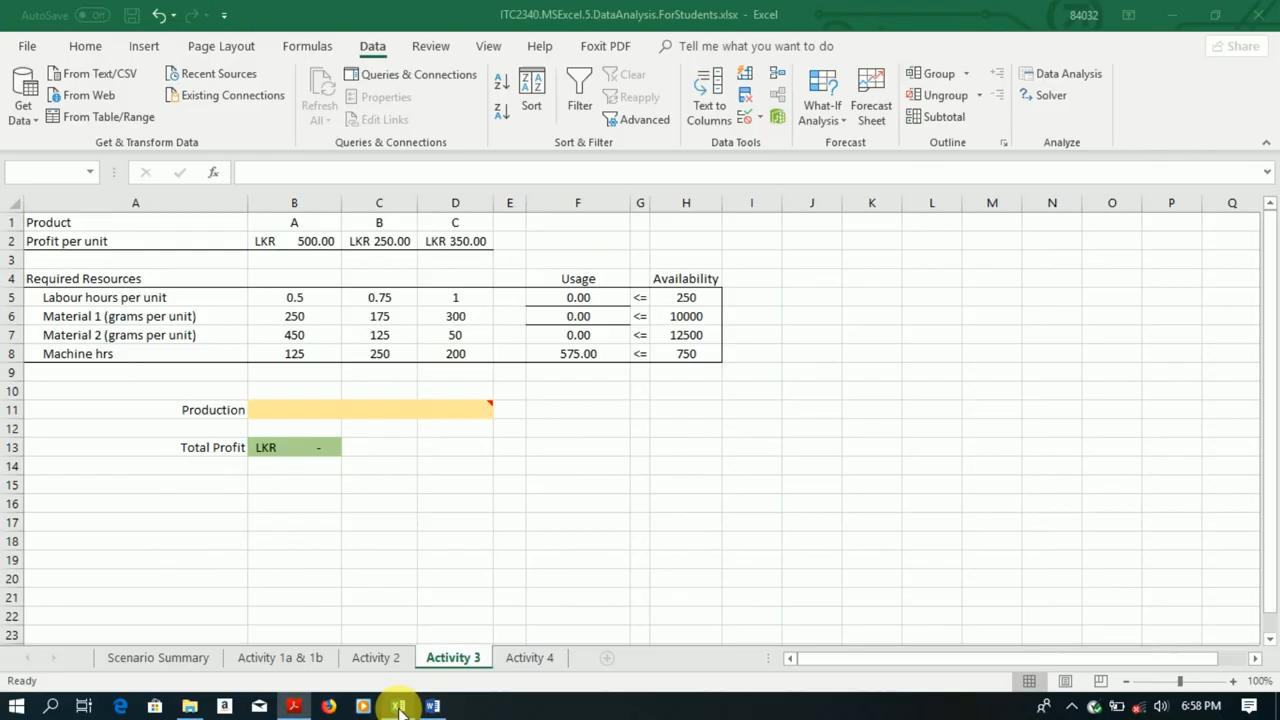 AutoSave Off ITC2340.MSExcel.5.DataAnalysis.ForStudents.xlsx - Excel 84032
File Home Insert Page Layout Formulas Data Review View Help Foxit PDF Tell me what you want to do Share
From Text/CSV Recent Sources Queries & Connections Clear Group Data Analysis
From Web Existing Connections Properties Reapply Ungroup Solver
From Table/Range Edit Links Advanced Subtotal
Get Data Refresh All Sort Filter Text to Columns What-If Analysis Forecast Sheet
Get & Transform Data Queries & Connections Sort & Filter Data Tools Forecast Outline Analyze
fx
A B C D E F G H I J K L M N O P Q
1 Product A B C
2 Profit per unit LKR 500.00 LKR 250.00 LKR 350.00
3
4 Required Resources Usage Availability
5 Labour hours per unit 0.5 0.75 1 0.00 <= 250
6 Material 1 (grams per unit) 250 175 300 0.00 <= 10000
7 Material 2 (grams per unit) 450 125 50 0.00 <= 12500
8 Machine hrs 125 250 200 575.00 <= 750
9
10
11 Production
12
13 Total Profit LKR -
14
15
16
17
18
19
20
21
22
23
Scenario Summary Activity 1a & 1b Activity 2 Activity 3 Activity 4
Ready 100%
6:58 PM